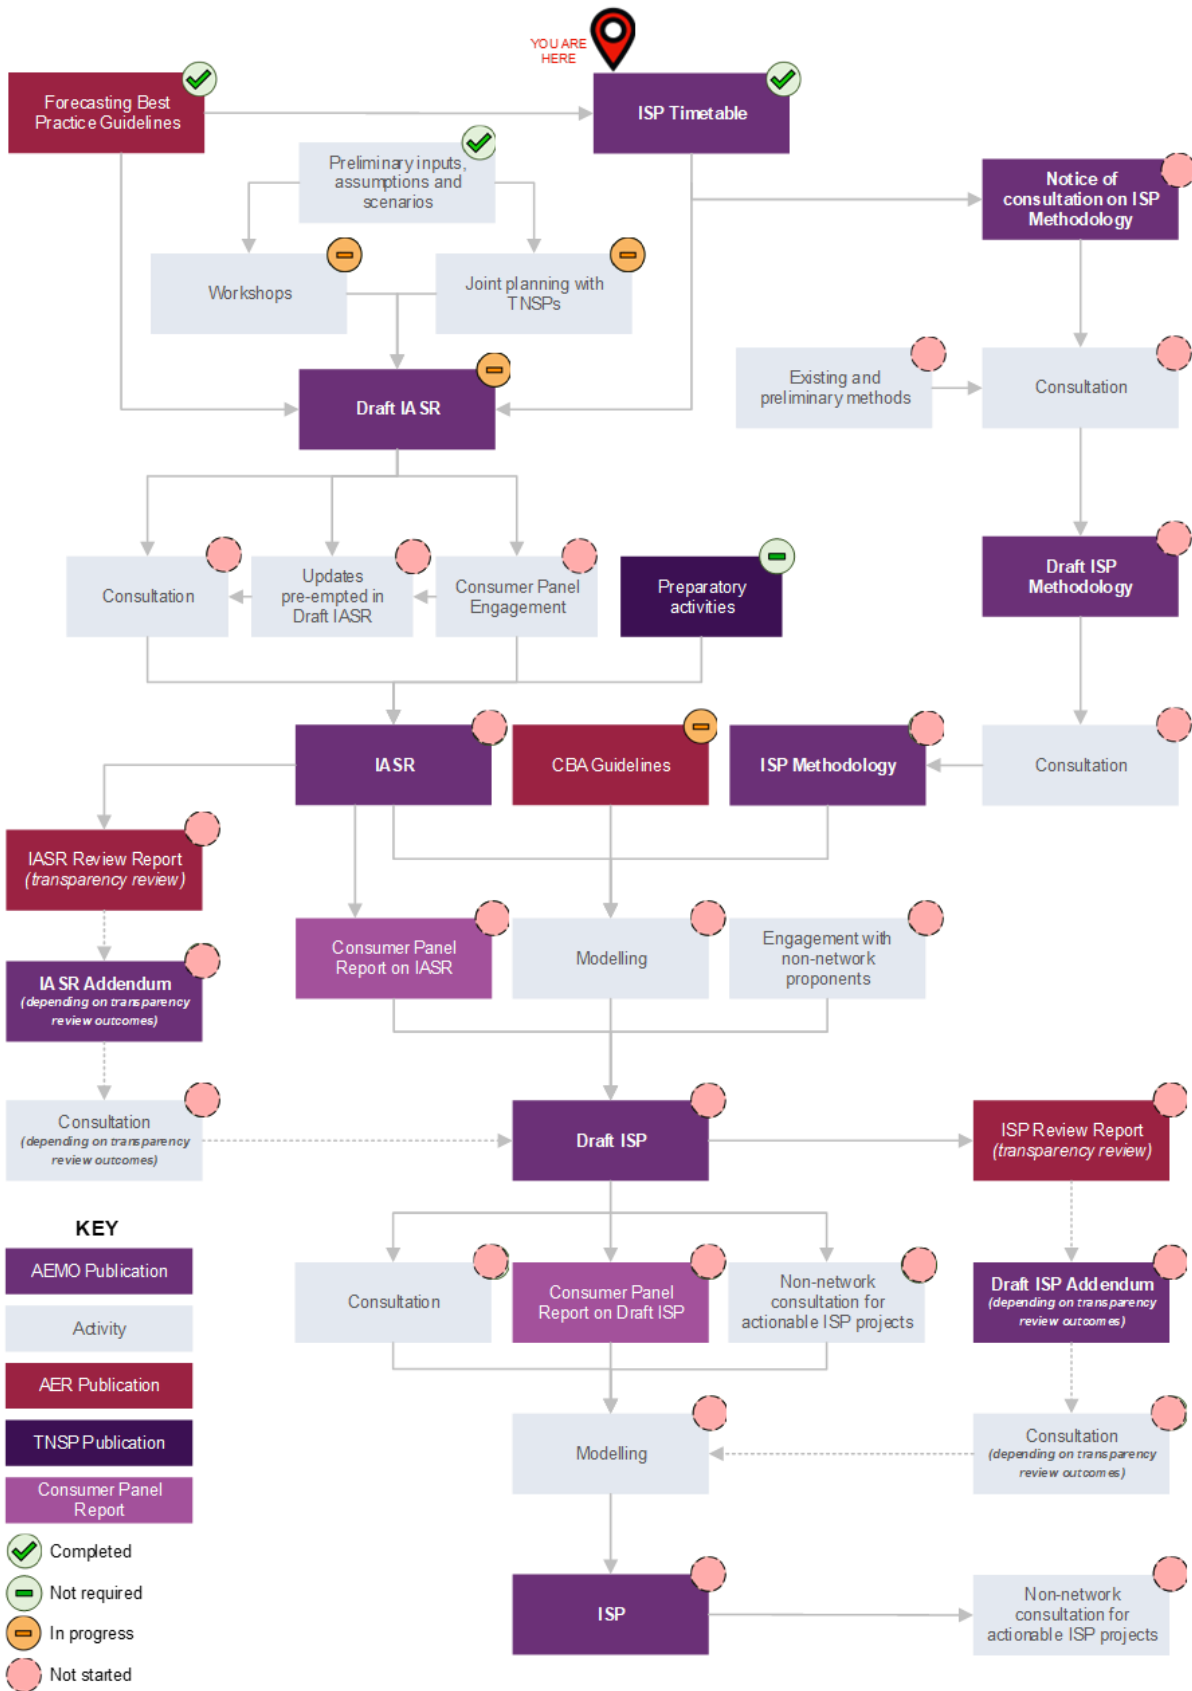 YOU ARE
HERE
Forecasting Best
Practice Guidelines
ISP Timetable
Preliminary inputs,
assumptions and
scenarios
Notice of
consultation on ISP
Methodology
Workshops
Joint planning with
TNSPs
Existing and
preliminary methods
Consultation
Draft IASR
Draft ISP
Methodology
Consultation
Updates
pre-empted in
Draft IASR
Consumer Panel
Engagement
Preparatory
activities
IASR
CBA Guidelines
ISP Methodology
Consultation
IASR Review Report
(transparency review)
Consumer Panel
Report on IASR
Modelling
Engagement with
non-network
proponents
IASR Addendum
(depending on transparency
review outcomes)
Consultation
(depending on transparency
review outcomes)
Draft ISP
ISP Review Report
(transparency review)
Consultation
Consumer Panel
Report on Draft ISP
Non-network
consultation for
actionable ISP projects
Draft ISP Addendum
(depending on transparency
review outcomes)
Modelling
Consultation
(depending on transparency
review outcomes)
ISP
Non-network
consultation for
actionable ISP projects
KEY
AEMO Publication
Activity
AER Publication
TNSP Publication
Consumer Panel
Report
Completed
Not required
In progress
Not started